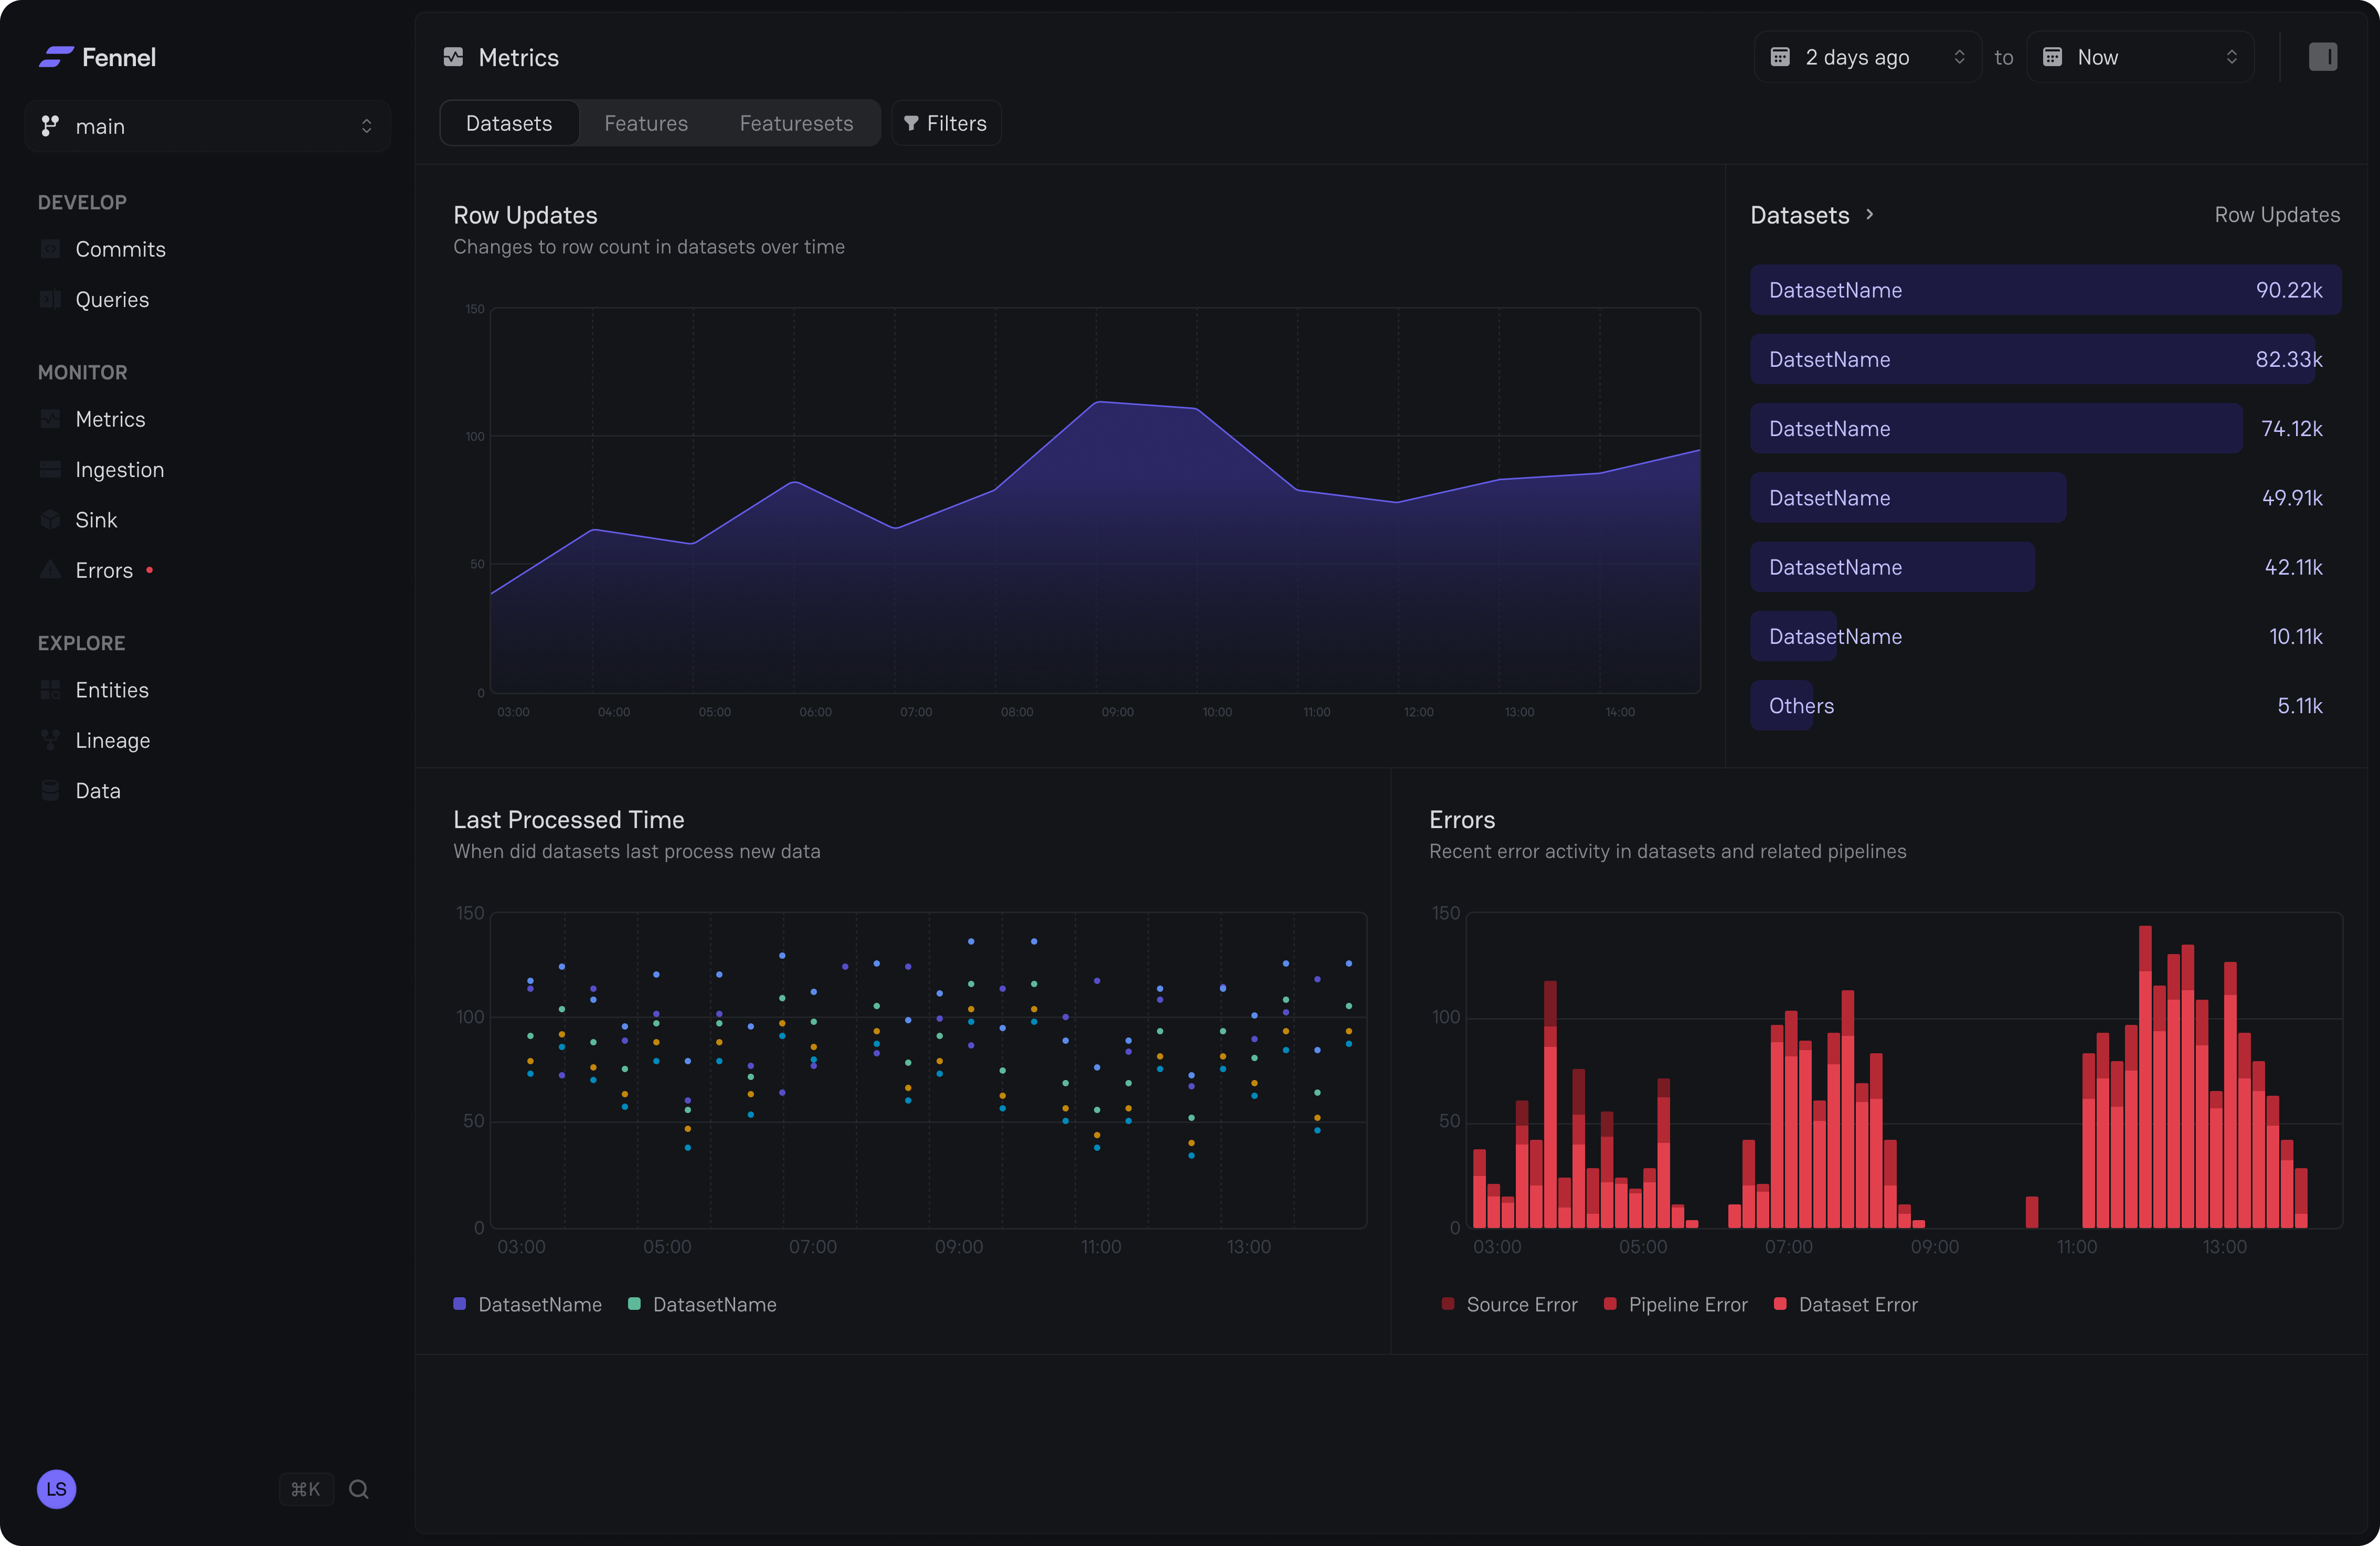 Fennel
main
DEVELOP
Commits
Queries
MONITOR
Metrics
Ingestion
Sink
Errors
EXPLORE
Entities
Lineage
Data
LS
⌘K
Metrics
2 days ago
to
Now
Datasets
Features
Featuresets
Filters
Row Updates
Changes to row count in datasets over time
150
100
50
0
03:00 04:00 05:00 06:00 07:00 08:00 09:00 10:00 11:00 12:00 13:00 14:00
Datasets Row Updates
DatasetName 90.22k
DatsetName 82.33k
DatsetName 74.12k
DatsetName 49.91k
DatasetName 42.11k
DatasetName 10.11k
Others 5.11k
Last Processed Time
When did datasets last process new data
150
100
50
0
03:00 05:00 07:00 09:00 11:00 13:00
DatasetName DatasetName
Errors
Recent error activity in datasets and related pipelines
150
100
50
0
03:00 05:00 07:00 09:00 11:00 13:00
Source Error Pipeline Error Dataset Error